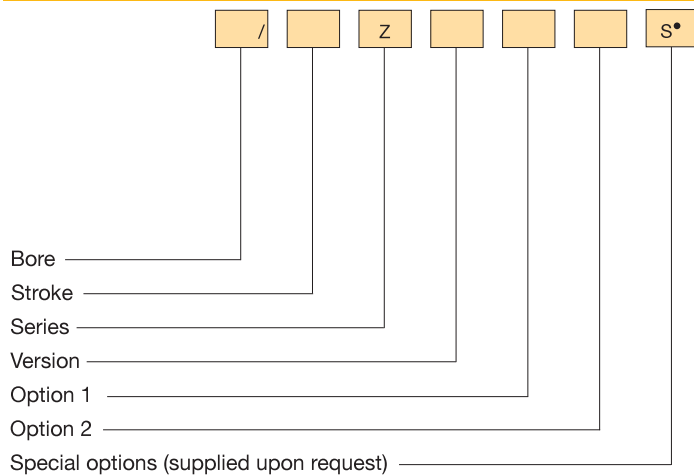 / Z S•
Bore
Stroke
Series
Version
Option 1
Option 2
Special options (supplied upon request)